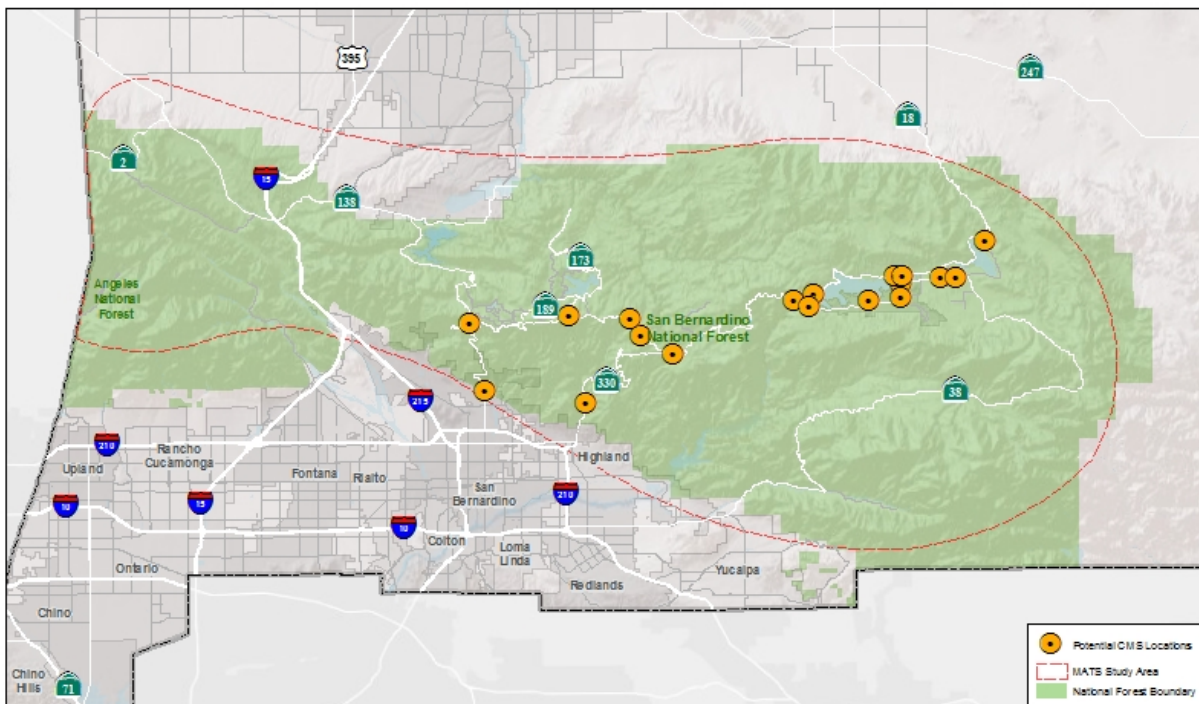 395
247
18
2
15
138
173
Angeles
National
Forest
189
San Bernardino
National Forest
330
38
215
210
Upland
Rancho
Cucamonga
Highland
Fontana
Rialto
San
Bernardino
210
10
15
10
Colton
Loma
Linda
Ontario
Redlands
Yucaipa
Chino
Chino
Hills
71
Potential CMS Locations
MATS Study Area
National Forest Boundary